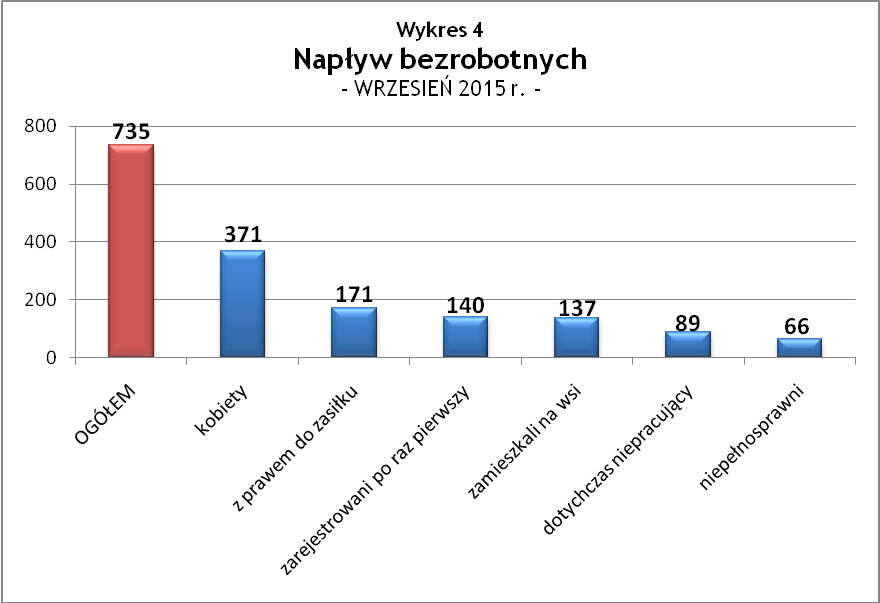 Wykres 4
Napływ bezrobotnych
- WRZESIEŃ 2015 r. -
800
600
400
200
0
735
371
171
140
137
89
66
OGÓŁEM
kobiety
z prawem do zasiłku
zarejestrowani po raz pierwszy
zamieszkali na wsi
dotychczas niepracujący
niepełnosprawni